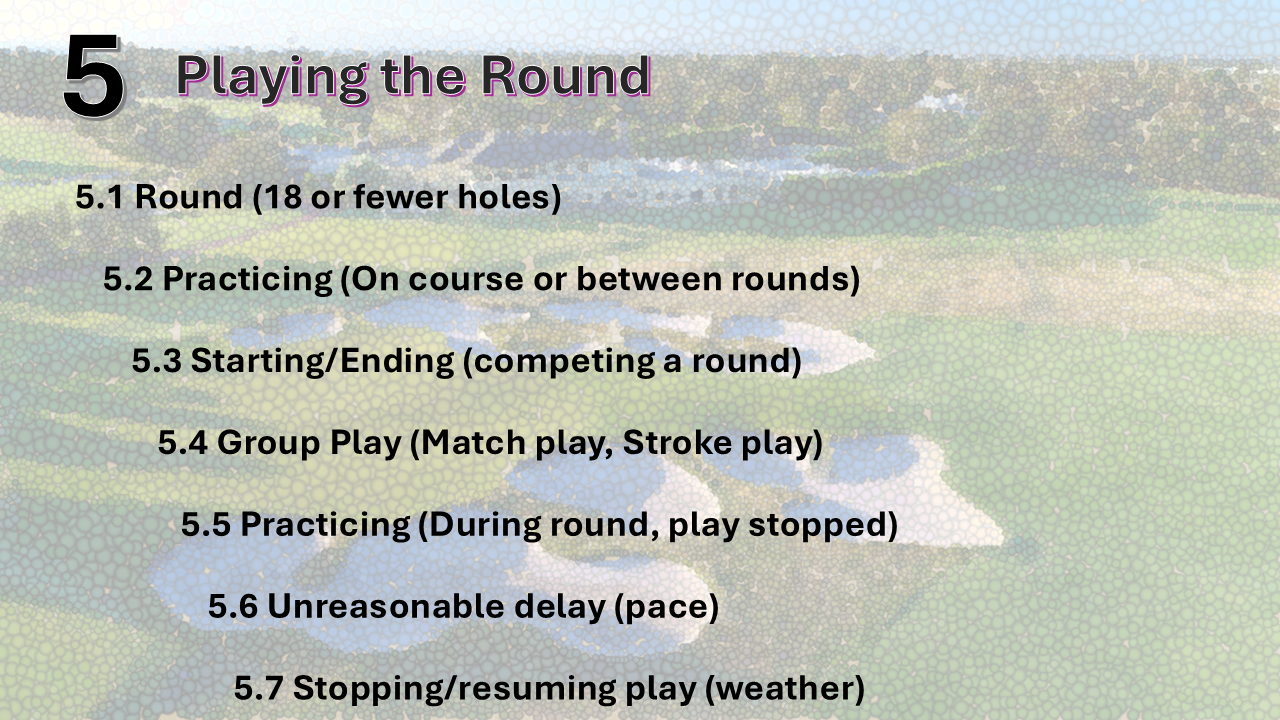 5 Playing the Round
5.1 Round (18 or fewer holes)
5.2 Practicing (On course or between rounds)
5.3 Starting/Ending (competing a round)
5.4 Group Play (Match play, Stroke play)
5.5 Practicing (During round, play stopped)
5.6 Unreasonable delay (pace)
5.7 Stopping/resuming play (weather)